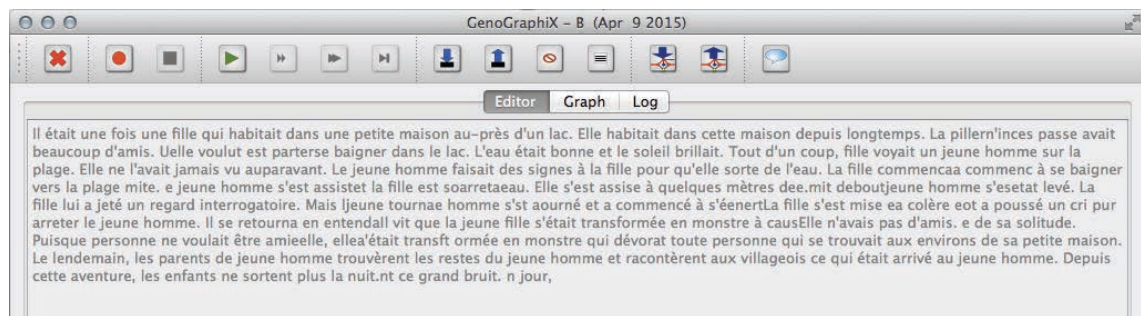 GenoGraphiX – B (Apr 9 2015)
Editor Graph Log
Il était une fois une fille qui habitait dans une petite maison au-près d'un lac. Elle habitait dans cette maison depuis longtemps. La pillern'inces passe avait
beaucoup d'amis. Uelle voulut est parterse baigner dans le lac. L'eau était bonne et le soleil brillait. Tout d'un coup, fille voyait un jeune homme sur la
plage. Elle ne l'avait jamais vu auparavant. Le jeune homme faisait des signes à la fille pour qu'elle sorte de l'eau. La fille commencaa commenc à se baigner
vers la plage mite. e jeune homme s'est assistet la fille est soarretaeau. Elle s'est assise à quelques mètres dee.mit deboutjeune homme s'esetat levé. La
fille lui a jeté un regard interrogatoire. Mais ljeune tournae homme s'st aourné et a commencé à s'éenertLa fille s'est mise ea colère eot a poussé un cri pur
arreter le jeune homme. Il se retourna en entendall vit que la jeune fille s'était transformée en monstre à causElle n'avais pas d'amis. e de sa solitude.
Puisque personne ne voulait être amieelle, ellea'était transft ormée en monstre qui dévorat toute personne qui se trouvait aux environs de sa petite maison.
Le lendemain, les parents de jeune homme trouvèrent les restes du jeune homme et racontèrent aux villageois ce qui était arrivé au jeune homme. Depuis
cette aventure, les enfants ne sortent plus la nuit.nt ce grand bruit. n jour,